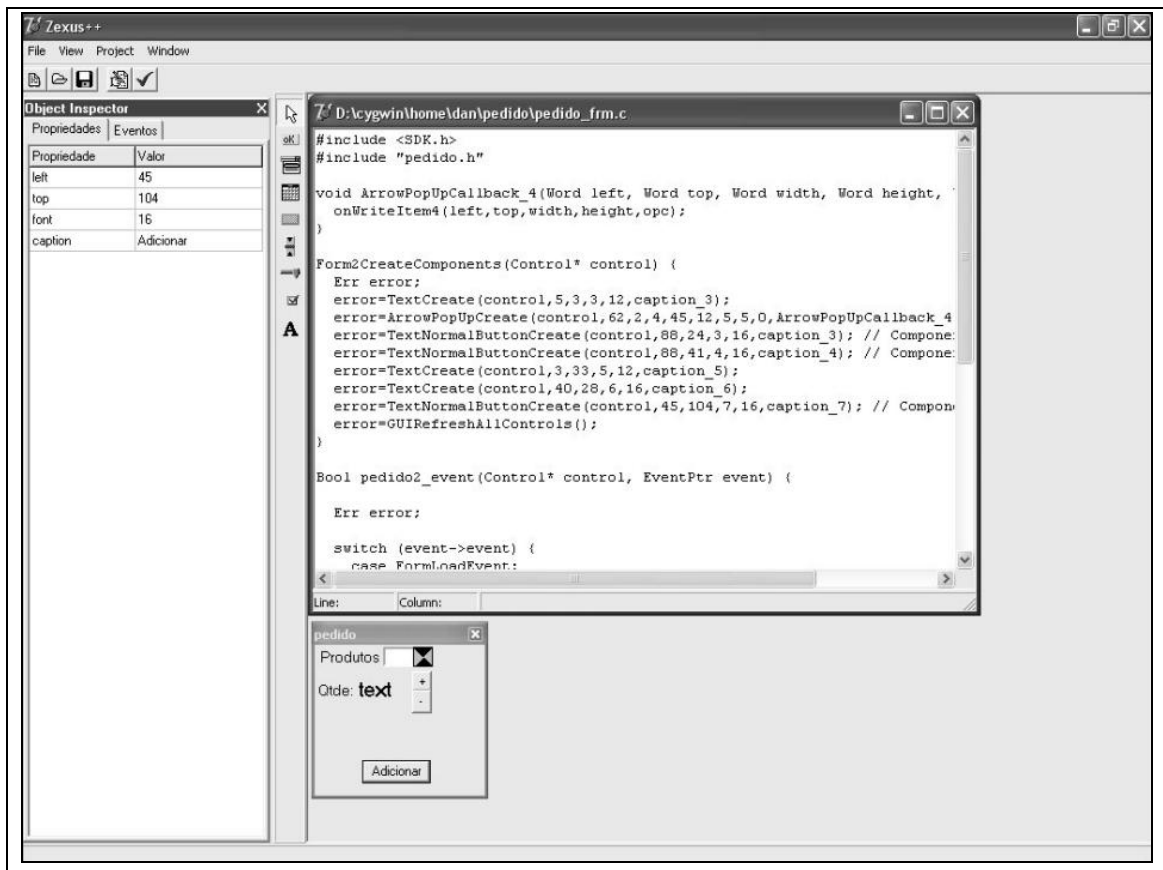 Zexus++
File View Project Window
Object Inspector
Propriedades Eventos
Propriedade Valor
left 45
top 104
font 16
caption Adicionar
oK
A
D:\cygwin\home\dan\pedido\pedido_frm.c
#include <SDK.h>
#include "pedido.h"
void ArrowPopUpCallback_4(Word left, Word top, Word width, Word height,
onWriteItem4(left,top,width,height,opc);
}
Form2CreateComponents(Control* control) {
Err error;
error=TextCreate(control,5,3,3,12,caption_3);
error=ArrowPopUpCreate(control,62,2,4,45,12,5,5,0,ArrowPopUpCallback_4
error=TextNormalButtonCreate(control,88,24,3,16,caption_3); // Compone
error=TextNormalButtonCreate(control,88,41,4,16,caption_4); // Compone
error=TextCreate(control,3,33,5,12,caption_5);
error=TextCreate(control,40,28,6,16,caption_6);
error=TextNormalButtonCreate(control,45,104,7,16,caption_7); // Compon
error=GUIRefreshAllControls();
}
Bool pedido2_event(Control* control, EventPtr event) {
Err error;
switch (event->event) {
case FormLoadEvent:
Line: Column:
pedido
Produtos
Qtde: text +
-
Adicionar